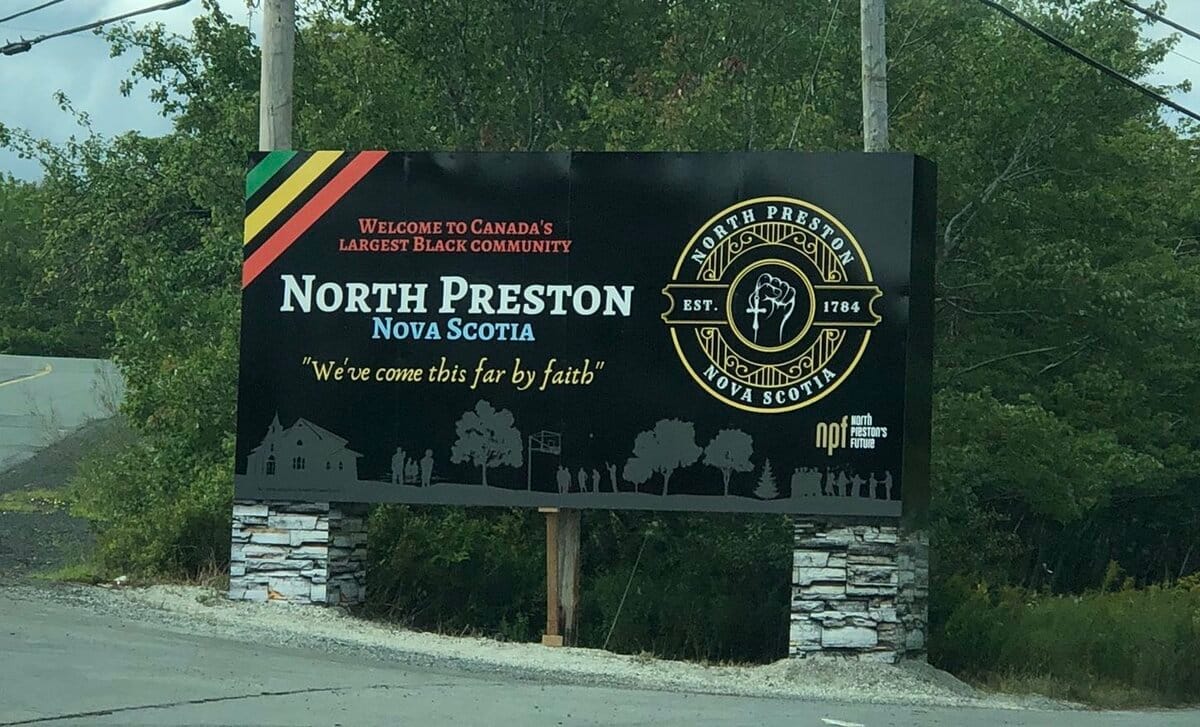 Welcome to Canada's
largest Black community
North Preston
Nova Scotia
"We've come this far by faith"
NORTH PRESTON
EST. 1784
NOVA SCOTIA
npf North
Preston's
Future